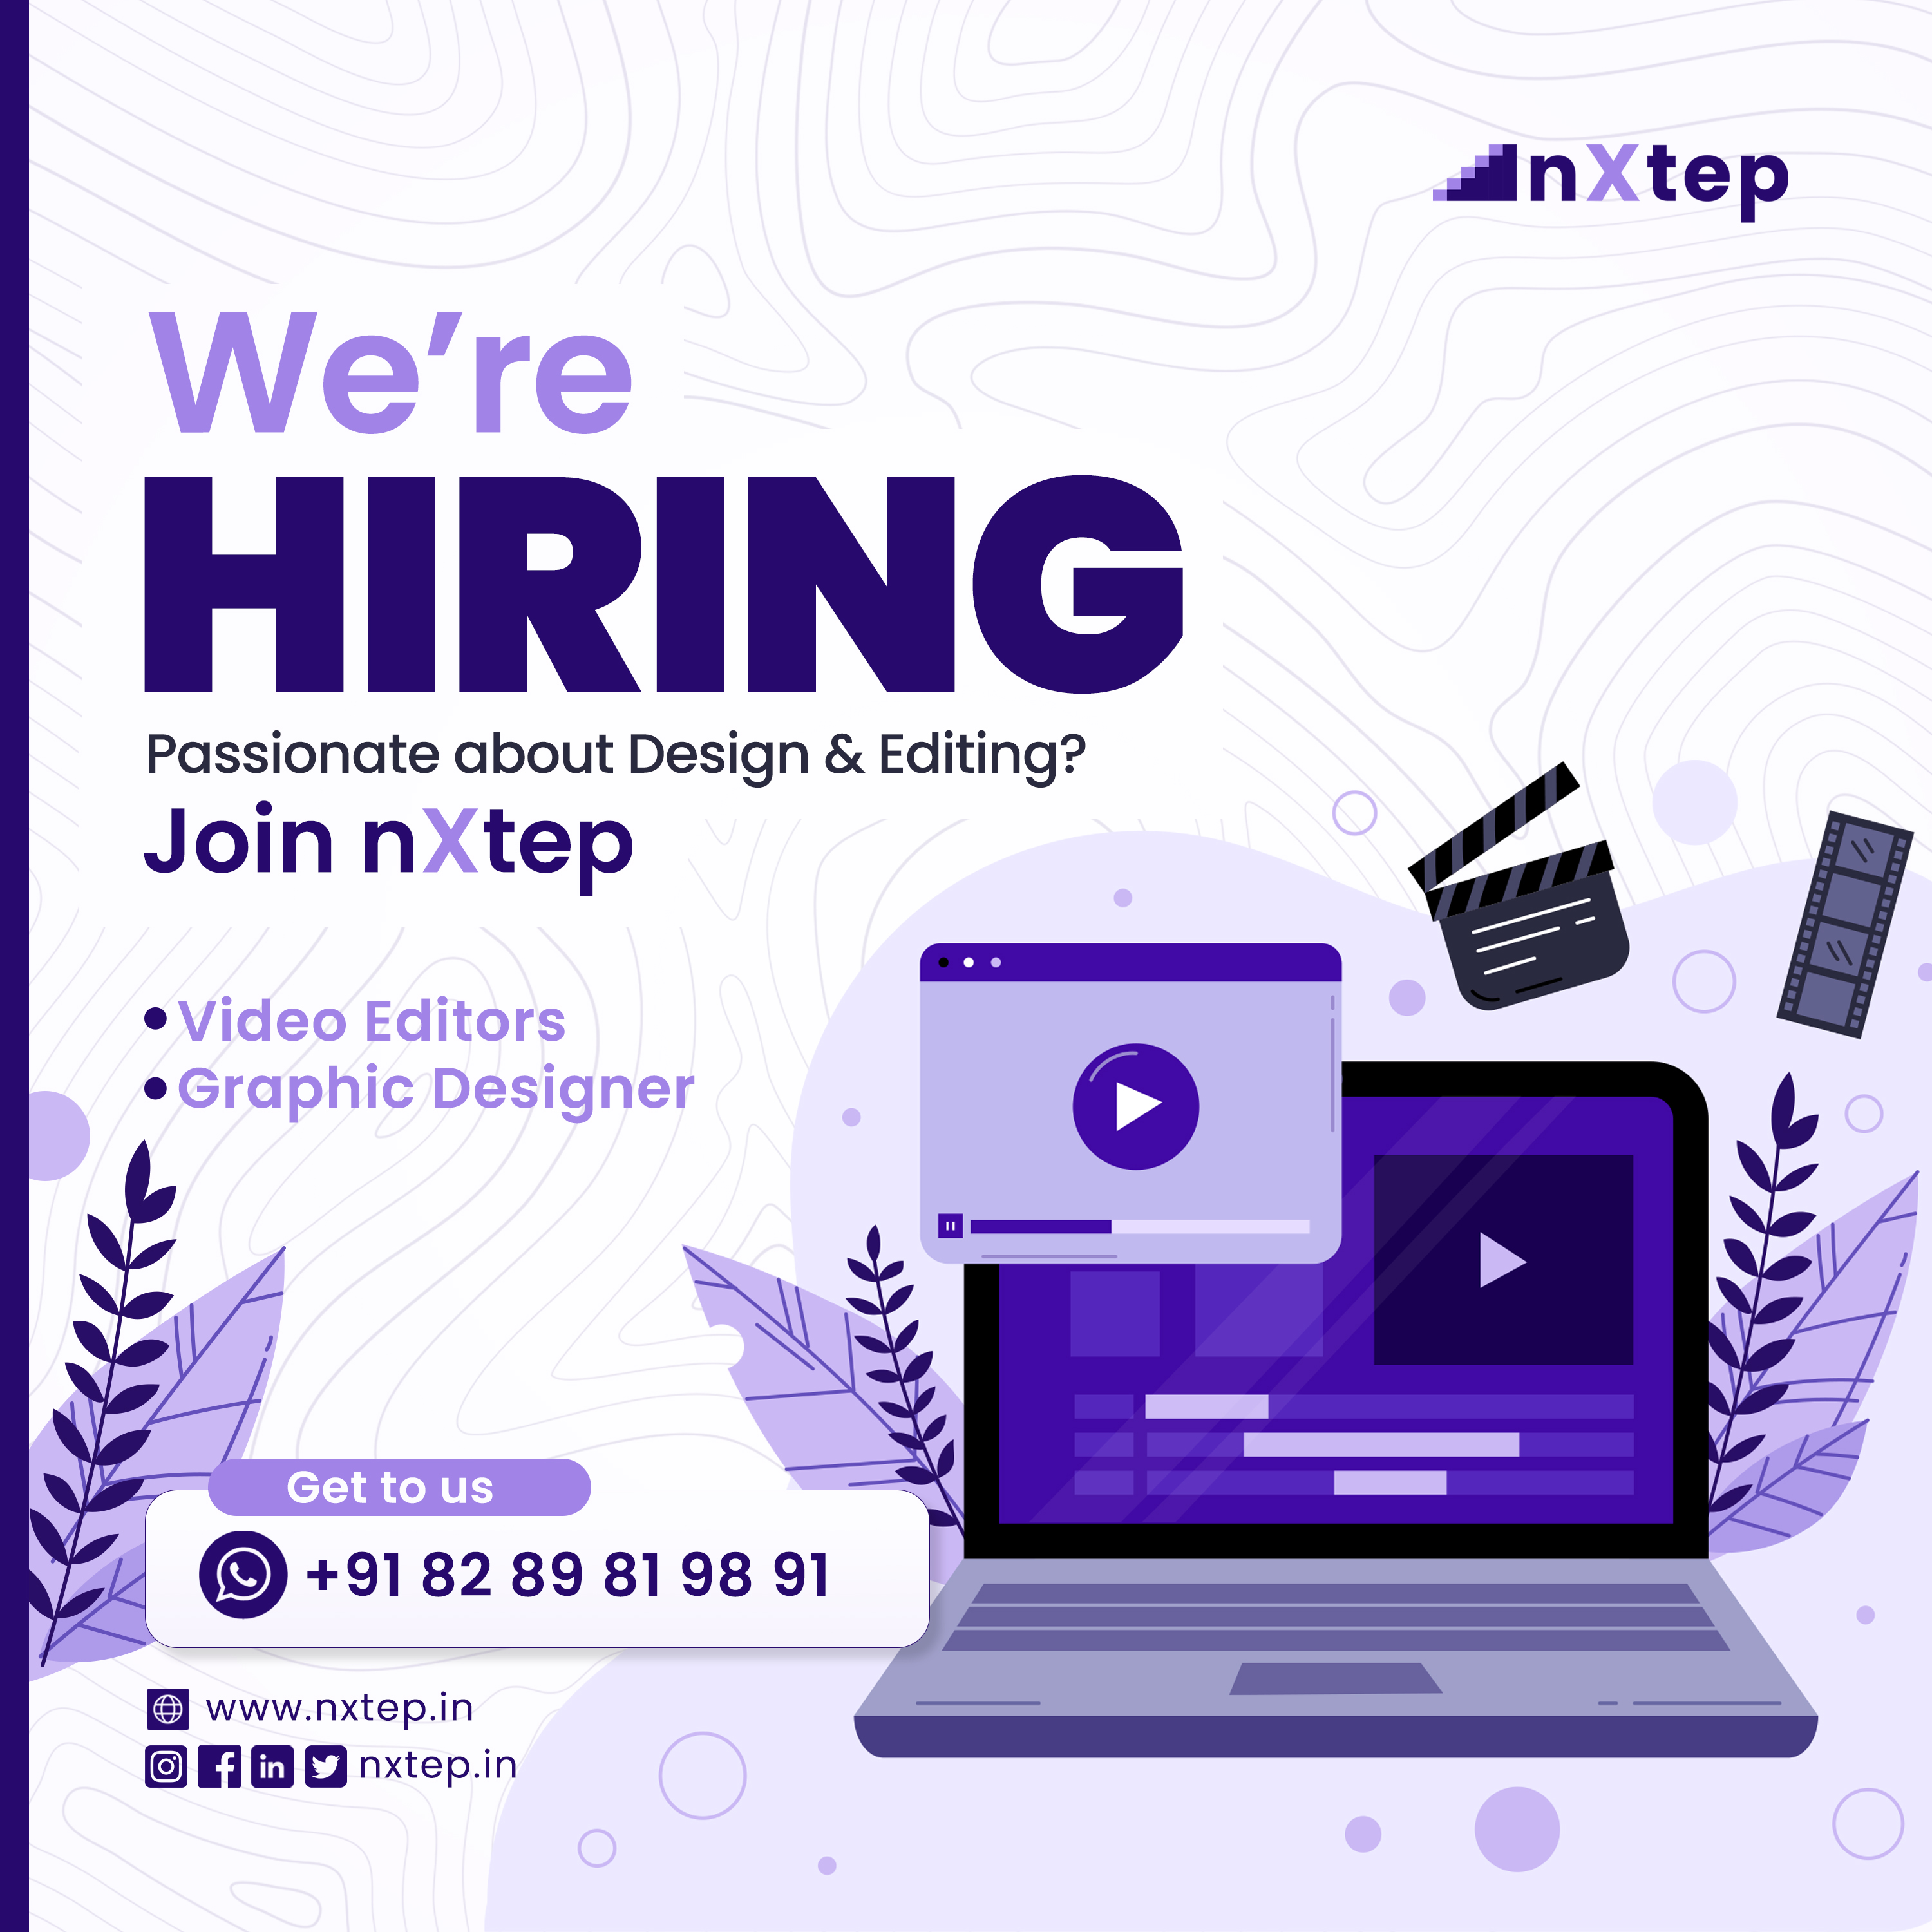 nXtep
We’re
HIRING
Passionate about Design & Editing?
Join nXtep
• Video Editors
• Graphic Designer
Get to us
+91 82 89 81 98 91
www.nxtep.in
nxtep.in